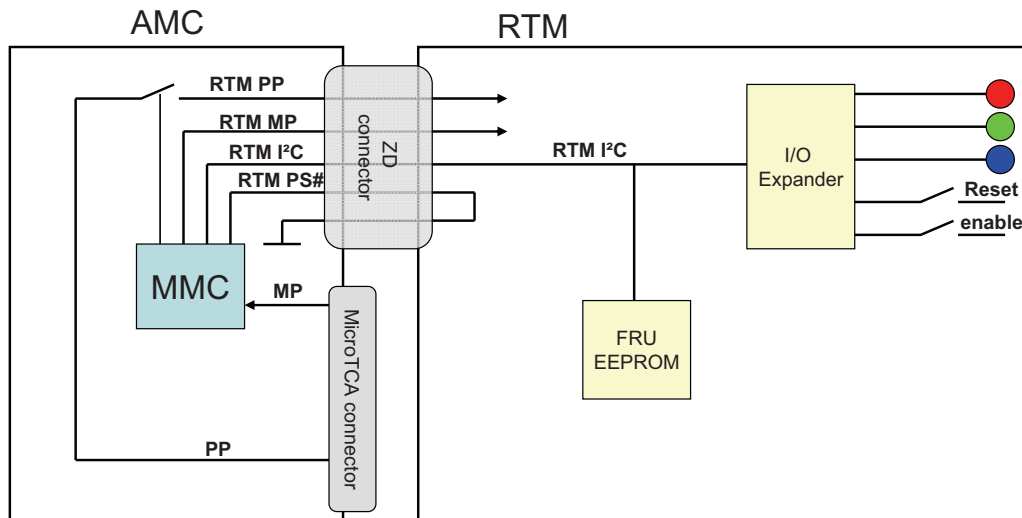 AMC
RTM
RTM PP
RTM MP
RTM I²C
RTM PS#
ZD
connector
RTM I²C
I/O
Expander
Reset
enable
MMC
MP
MicroTCA connector
FRU
EEPROM
PP